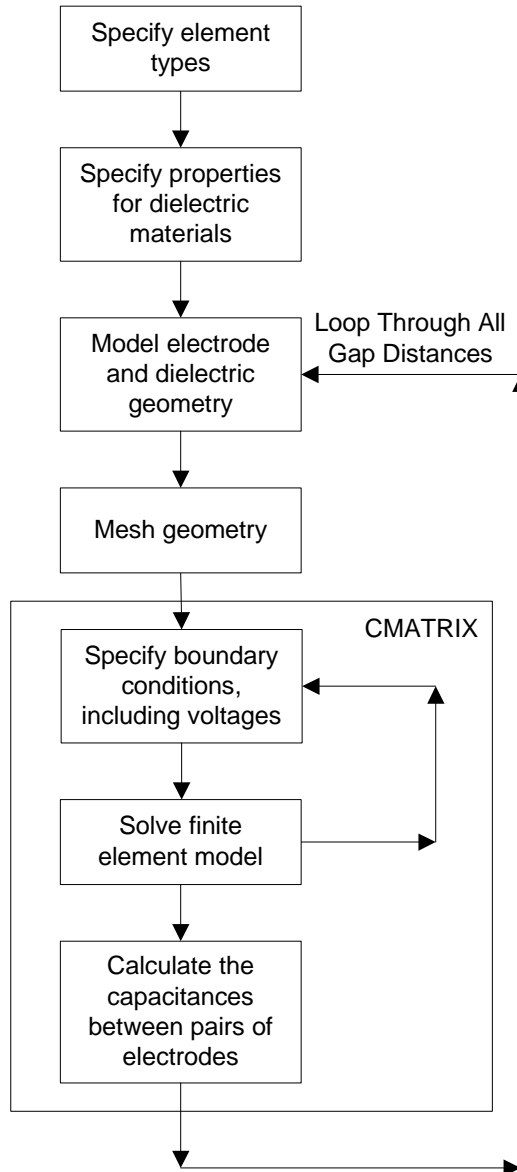 Specify element
types
Specify properties
for dielectric
materials
Loop Through All
Gap Distances
Model electrode
and dielectric
geometry
Mesh geometry
CMATRIX
Specify boundary
conditions,
including voltages
Solve finite
element model
Calculate the
capacitances
between pairs of
electrodes